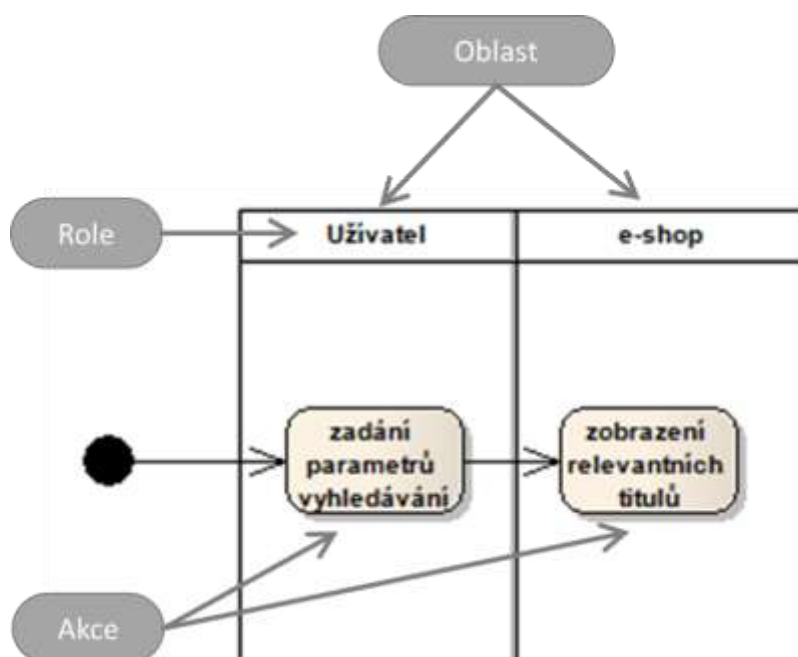 Oblast
Role
Uživatel
e-shop
zadání
parametrů
vyhledávání
zobrazení
relevantních
titulů
Akce